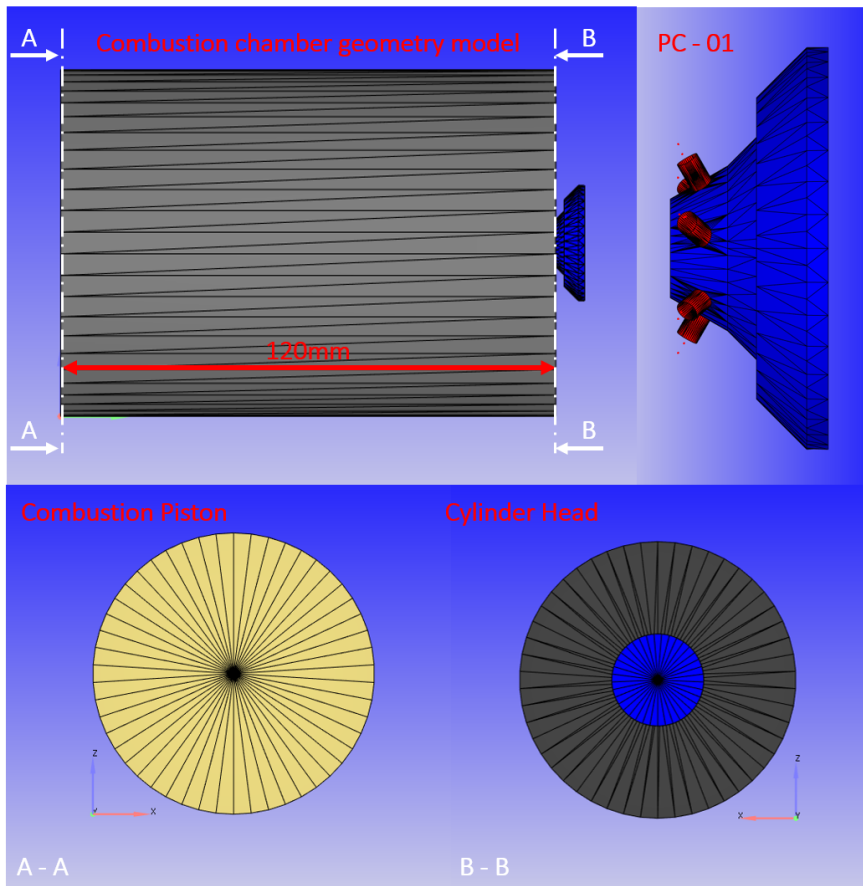 A
Combustion chamber geometry model
B
PC - 01
120mm
A
B
Combustion Piston
Cylinder Head
Z
Y
X
Z
X
Y
A - A
B - B